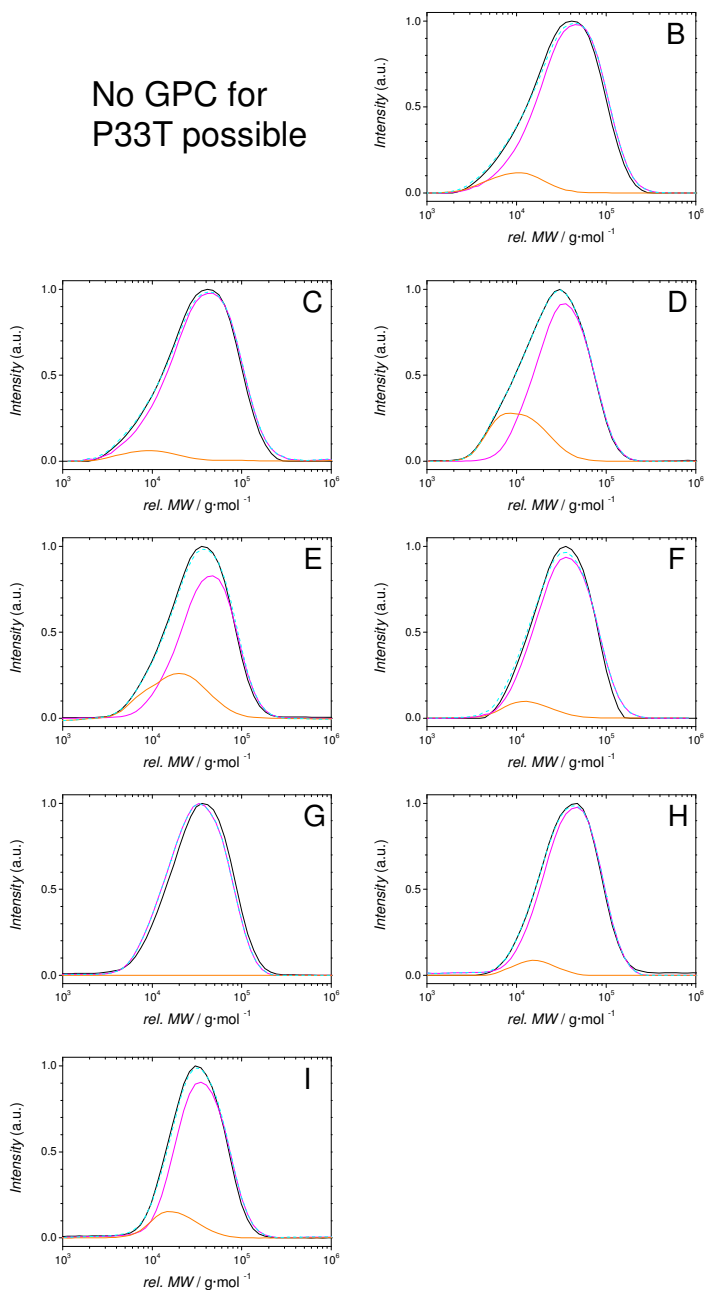 No GPC for
P33T possible
B
Intensity (a.u.)
1.0
0.5
0.0
10³ 10⁴ 10⁵ 10⁶
rel. MW / g·mol ⁻¹
C
Intensity (a.u.)
1.0
0.5
0.0
10³ 10⁴ 10⁵ 10⁶
rel. MW / g·mol ⁻¹
D
Intensity (a.u.)
1.0
0.5
0.0
10³ 10⁴ 10⁵ 10⁶
rel. MW / g·mol ⁻¹
E
Intensity (a.u.)
1.0
0.5
0.0
10³ 10⁴ 10⁵ 10⁶
rel. MW / g·mol ⁻¹
F
Intensity (a.u.)
1.0
0.5
0.0
10³ 10⁴ 10⁵ 10⁶
rel. MW / g·mol ⁻¹
G
Intensity (a.u.)
1.0
0.5
0.0
10³ 10⁴ 10⁵ 10⁶
rel. MW / g·mol ⁻¹
H
Intensity (a.u.)
1.0
0.5
0.0
10³ 10⁴ 10⁵ 10⁶
rel. MW / g·mol ⁻¹
I
Intensity (a.u.)
1.0
0.5
0.0
10³ 10⁴ 10⁵ 10⁶
rel. MW / g·mol ⁻¹